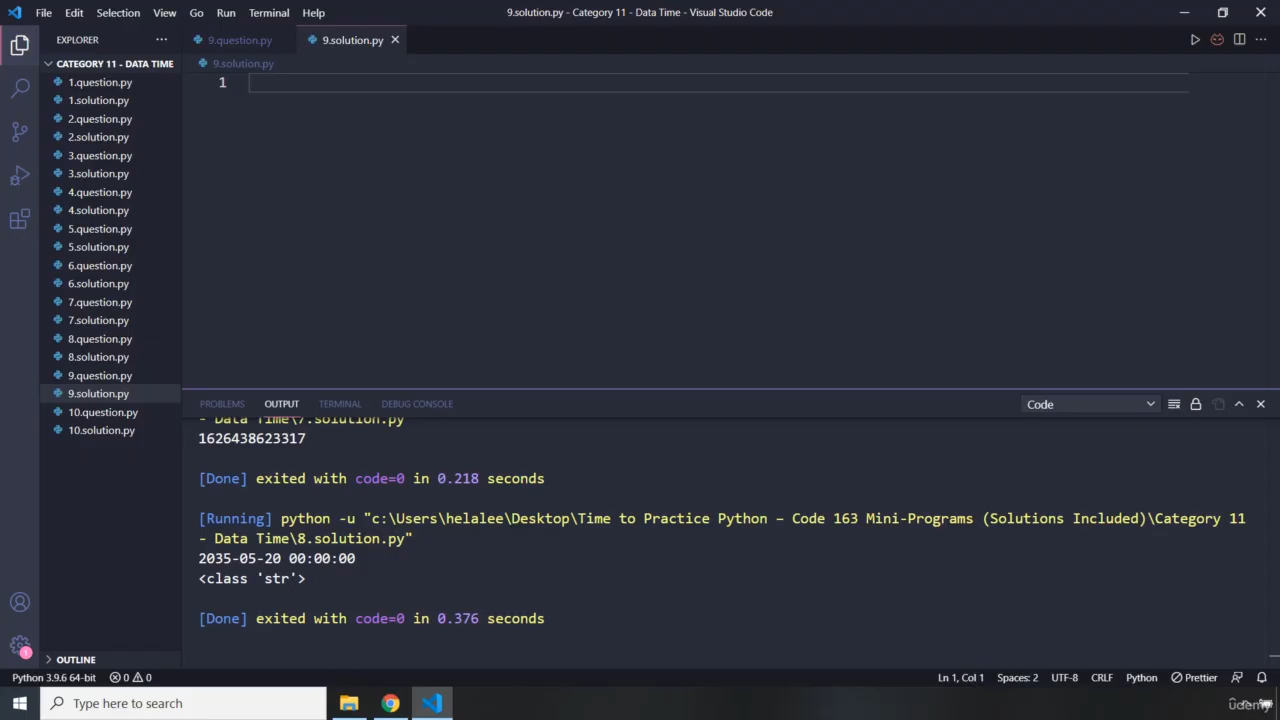 File Edit Selection View Go Run Terminal Help
9.solution.py - Category 11 - Data Time - Visual Studio Code
EXPLORER
9.question.py
9.solution.py
CATEGORY 11 - DATA TIME
9.solution.py
1.question.py
1
1.solution.py
2.question.py
2.solution.py
3.question.py
3.solution.py
4.question.py
4.solution.py
5.question.py
5.solution.py
6.question.py
6.solution.py
7.question.py
7.solution.py
8.question.py
8.solution.py
9.question.py
9.solution.py
10.question.py
10.solution.py
PROBLEMS OUTPUT TERMINAL DEBUG CONSOLE
Code
- Data Time\7.solution.py
1626438623317
[Done] exited with code=0 in 0.218 seconds
[Running] python -u "c:\Users\helalee\Desktop\Time to Practice Python – Code 163 Mini-Programs (Solutions Included)\Category 11
- Data Time\8.solution.py"
2035-05-20 00:00:00
<class 'str'>
[Done] exited with code=0 in 0.376 seconds
1
OUTLINE
Python 3.9.6 64-bit 0 0
Ln 1, Col 1 Spaces: 2 UTF-8 CRLF Python Prettier
Type here to search
udemy